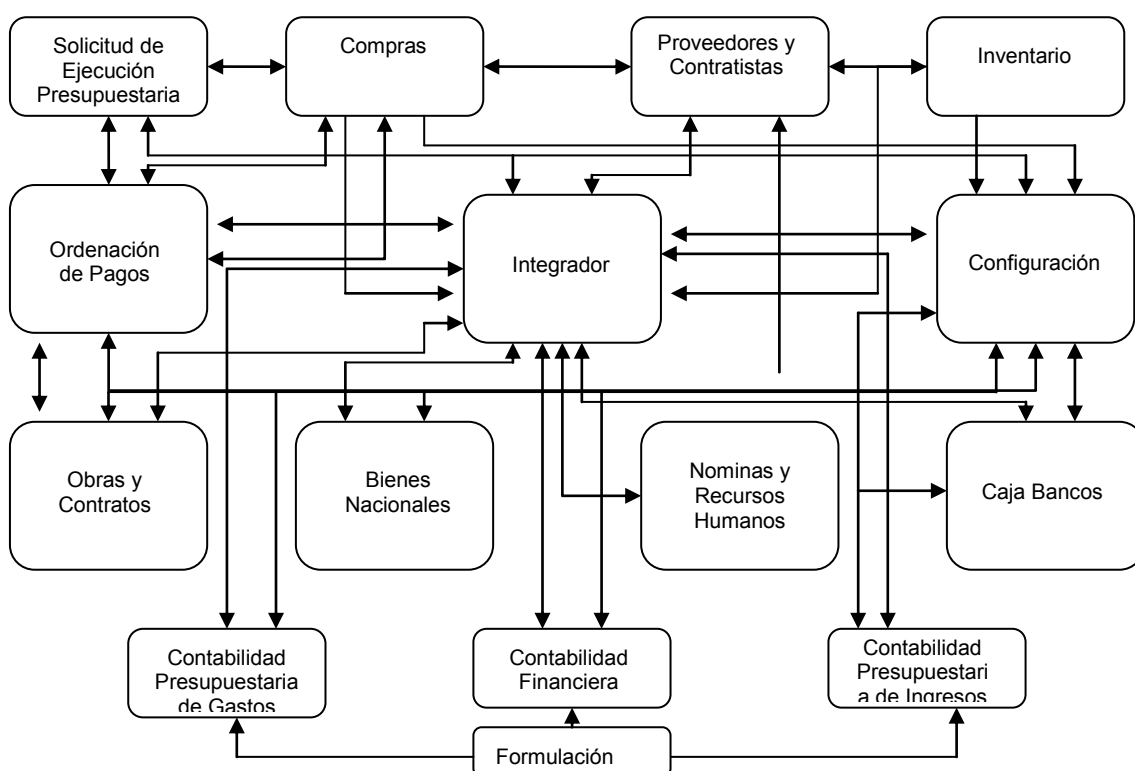 Solicitud de
Ejecución
Presupuestaria
Compras
Proveedores y
Contratistas
Inventario
Ordenación
de Pagos
Integrador
Configuración
Obras y
Contratos
Bienes
Nacionales
Nominas y
Recursos
Humanos
Caja Bancos
Contabilidad
Presupuestaria
de Gastos
Contabilidad
Financiera
Contabilidad
Presupuestari
a de Ingresos
Formulación